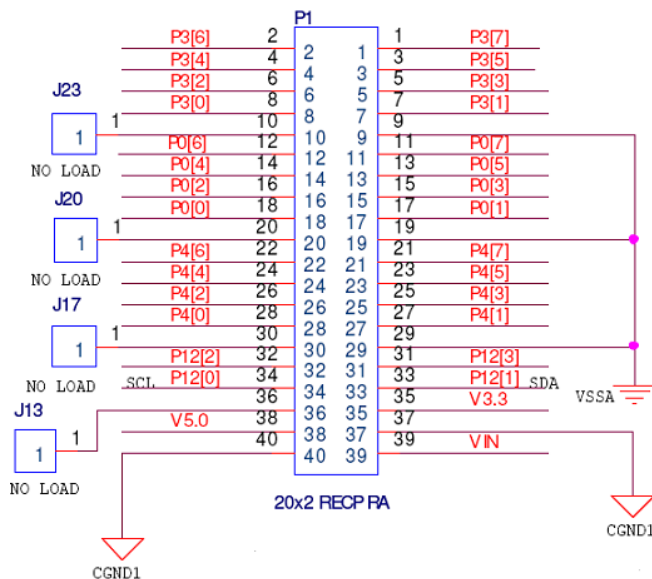 P1
P3[6] 2 2 1 1 P3[7]
P3[4] 4 4 3 3 P3[5]
P3[2] 6 6 5 5 P3[3]
P3[0] 8 8 7 7 P3[1]
J23 1 1 10 10 9 9
NO LOAD
P0[6] 12 12 11 11 P0[7]
P0[4] 14 14 13 13 P0[5]
P0[2] 16 16 15 15 P0[3]
P0[0] 18 18 17 17 P0[1]
J20 1 1 20 20 19 19
NO LOAD
P4[6] 22 22 21 21 P4[7]
P4[4] 24 24 23 23 P4[5]
P4[2] 26 26 25 25 P4[3]
P4[0] 28 28 27 27 P4[1]
J17 1 1 30 30 29 29
NO LOAD
P12[2] 32 32 31 31 P12[3]
SCL P12[0] 34 34 33 33 P12[1] SDA
VSSA
J13 1 1 36 36 35 35 V3.3
NO LOAD
V5.0 38 38 37 37
40 40 39 39 VIN
20x2 RECP RA
CGND1
CGND1